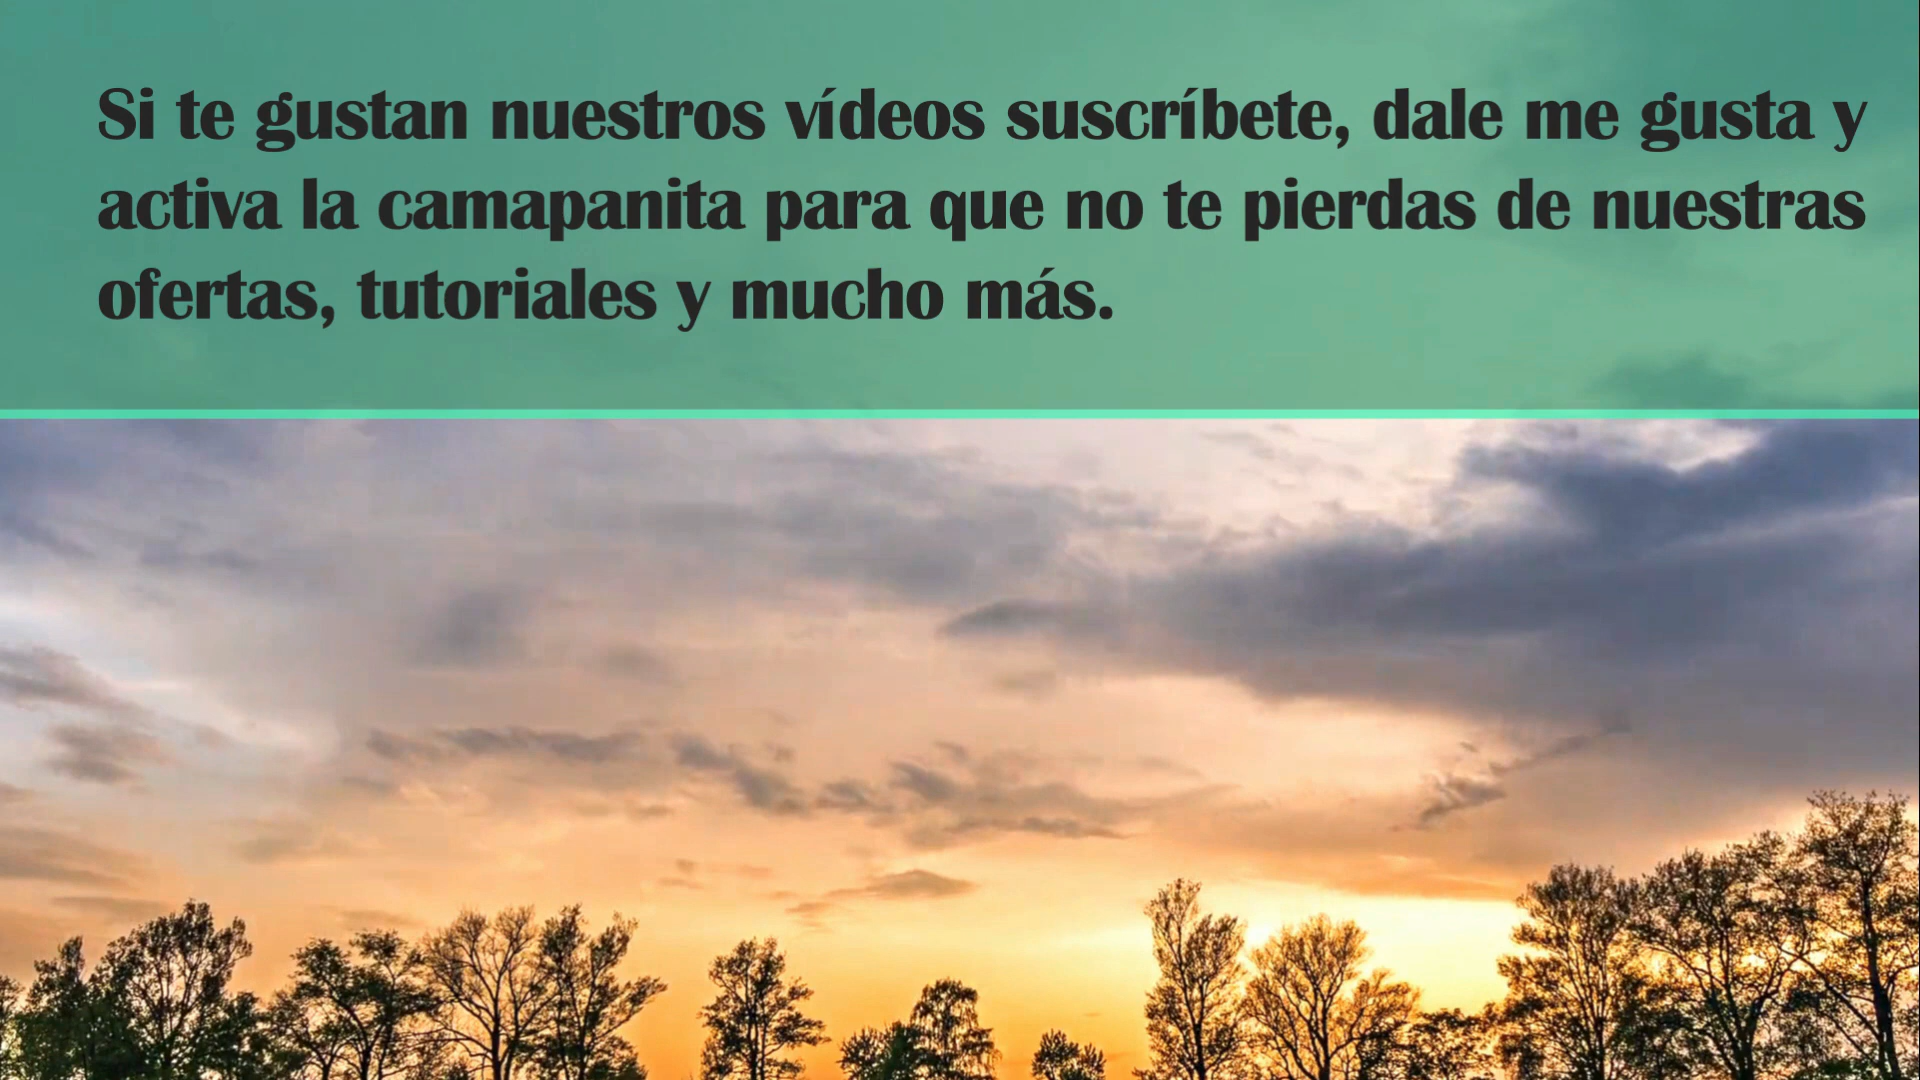 Si te gustan nuestros vídeos suscríbete, dale me gusta y
activa la camapanita para que no te pierdas de nuestras
ofertas, tutoriales y mucho más.